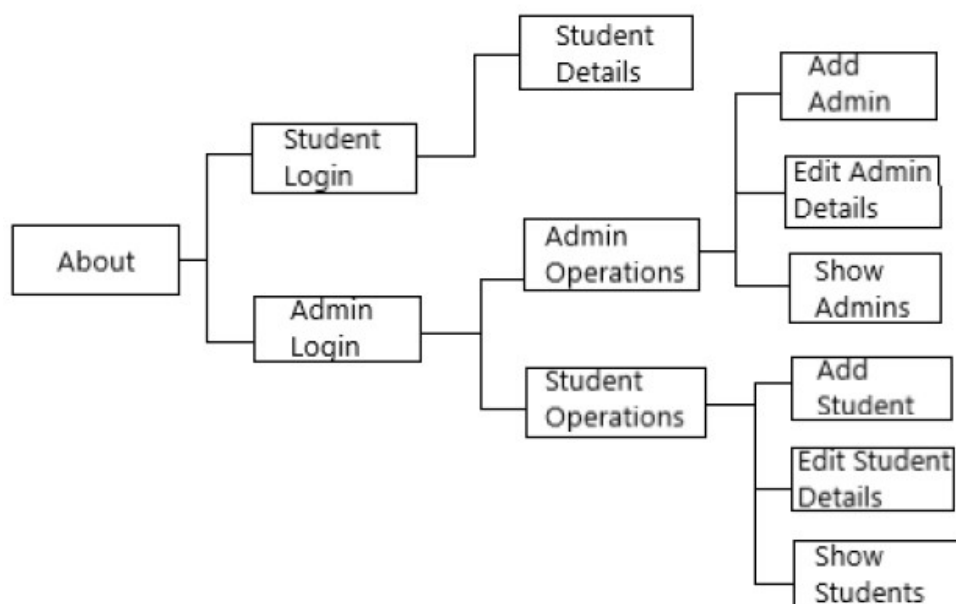 Student
Details
Add
Admin
Student
Login
Edit Admin
Details
About
Admin
Operations
Show
Admins
Admin
Login
Student
Operations
Add
Student
Edit Student
Details
Show
Students